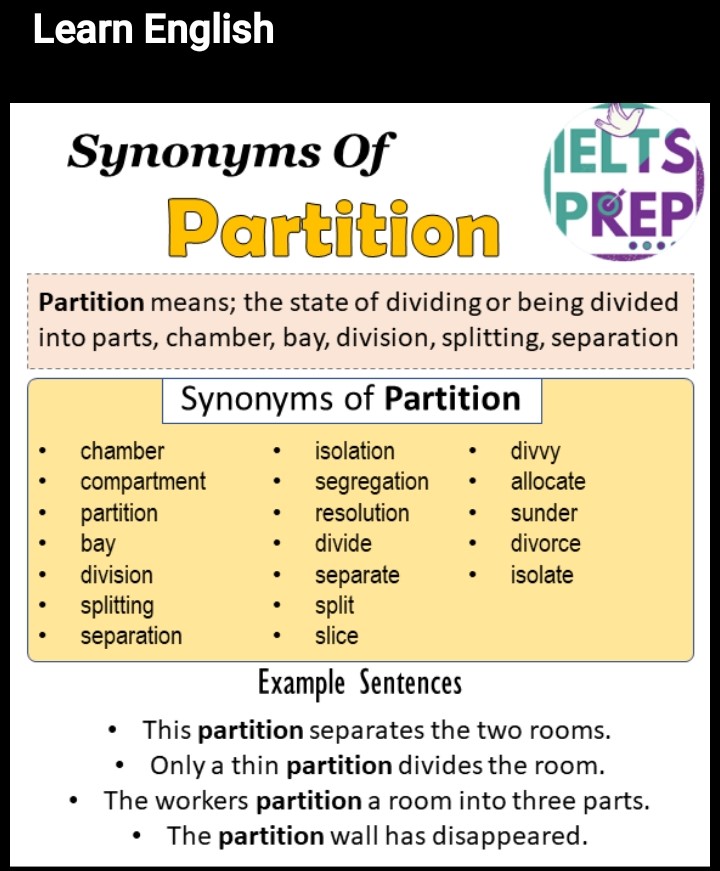 Learn English
Synonyms Of
Partition
IELTS
PREP
Partition means; the state of dividing or being divided
into parts, chamber, bay, division, splitting, separation
Synonyms of Partition
• chamber
• compartment
• partition
• bay
• division
• splitting
• separation
• isolation
• segregation
• resolution
• divide
• separate
• split
• slice
• divvy
• allocate
• sunder
• divorce
• isolate
Example Sentences
• This partition separates the two rooms.
• Only a thin partition divides the room.
• The workers partition a room into three parts.
• The partition wall has disappeared.